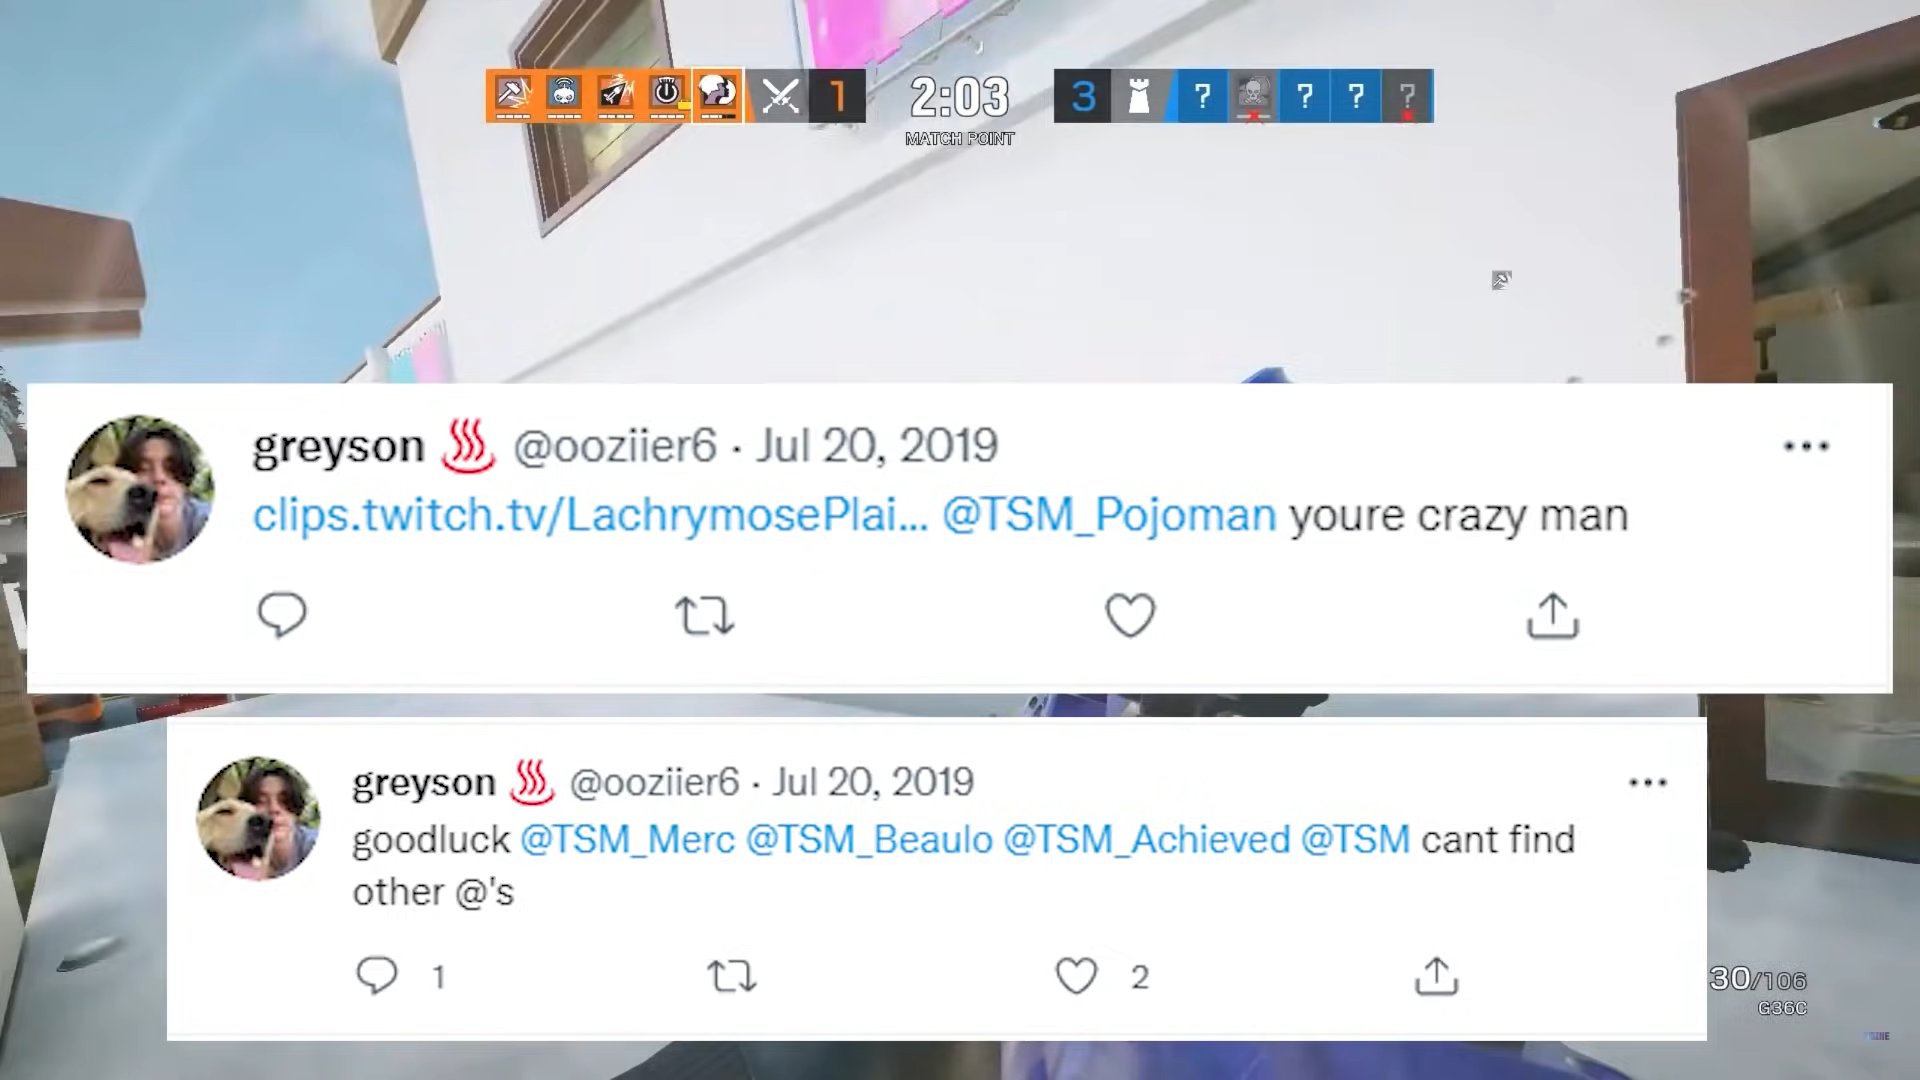 1 2:03 3 ? ? ? ?
MATCH POINT
greyson @ooziier6 · Jul 20, 2019
clips.twitch.tv/LachrymosePlai... @TSM_Pojoman youre crazy man
greyson @ooziier6 · Jul 20, 2019
goodluck @TSM_Merc @TSM_Beaulo @TSM_Achieved @TSM cant find
other @'s
1 2
30/106
G36C